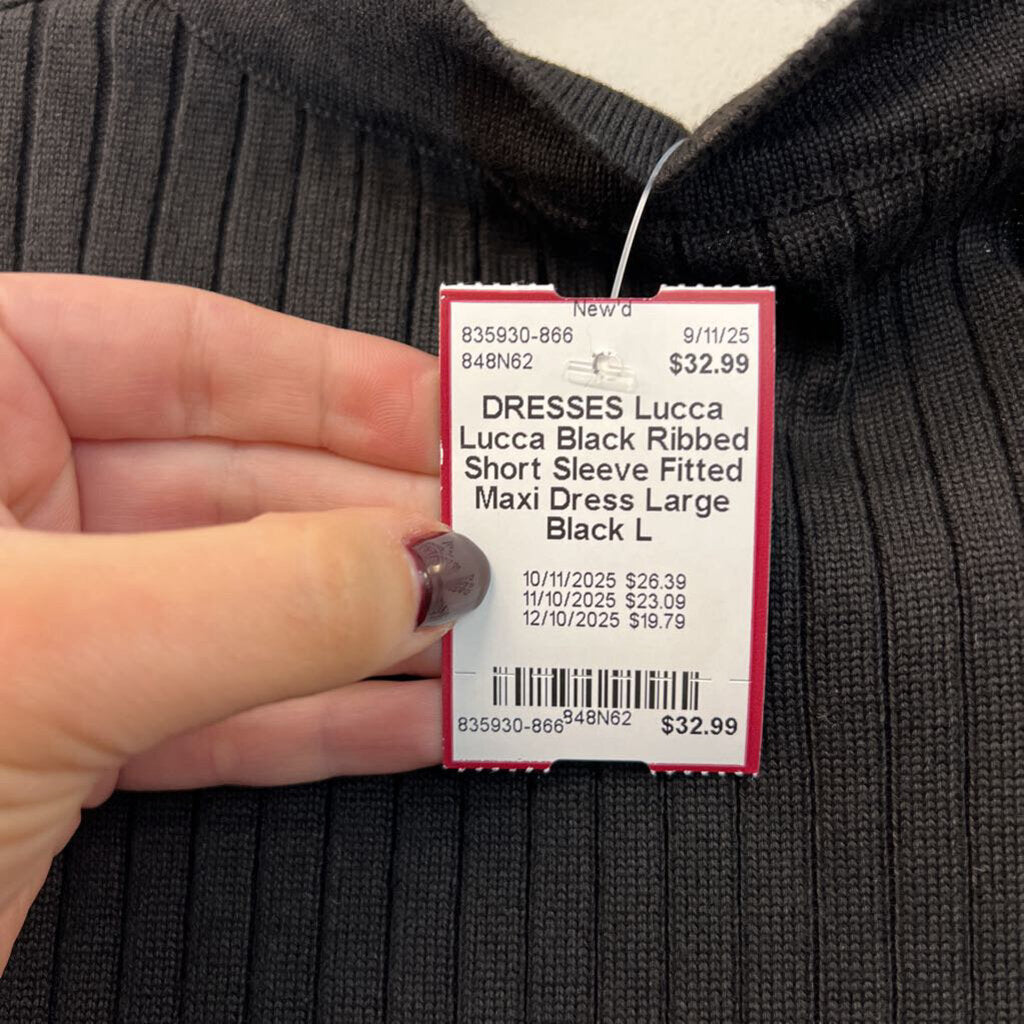 New'd
835930-866 9/11/25
848N62 $32.99
DRESSES Lucca
Lucca Black Ribbed
Short Sleeve Fitted
Maxi Dress Large
Black L
10/11/2025 $26.39
11/10/2025 $23.09
12/10/2025 $19.79
835930-866 848N62 $32.99